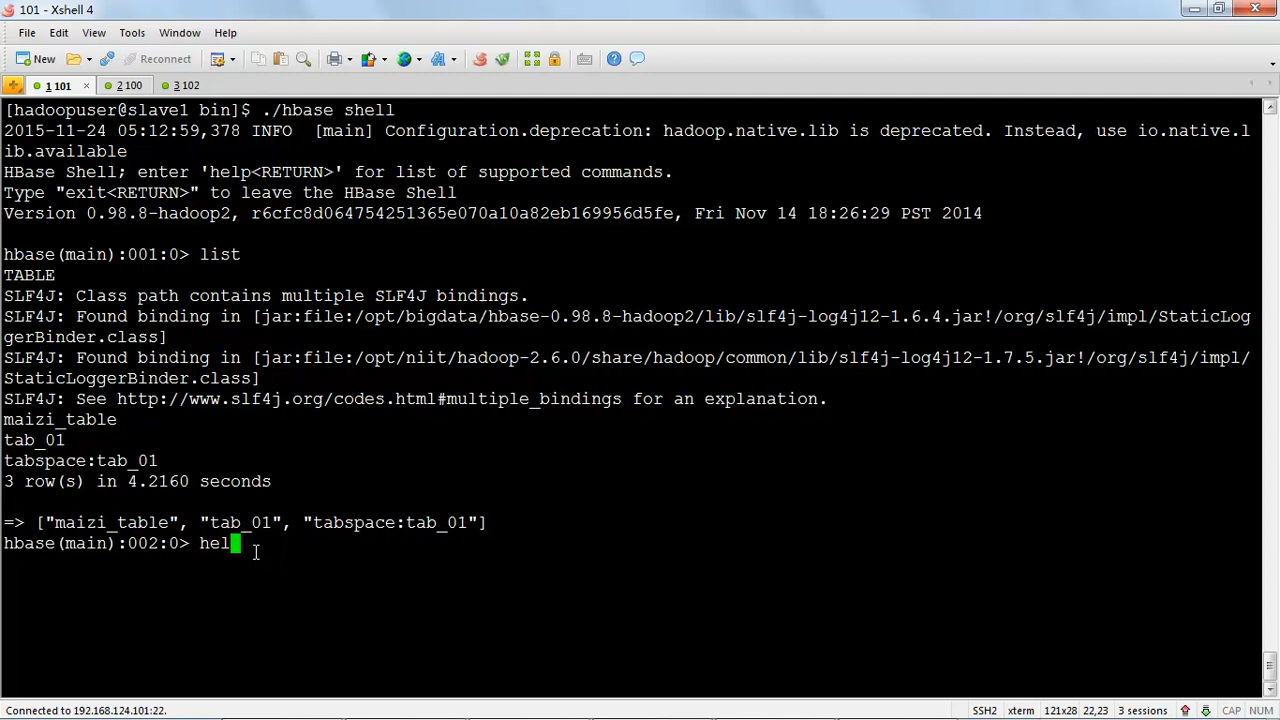 101 - Xshell 4
File Edit View Tools Window Help
New Reconnect
1 101 2 100 3 102
[hadoopuser@slave1 bin]$ ./hbase shell
2015-11-24 05:12:59,378 INFO  [main] Configuration.deprecation: hadoop.native.lib is deprecated. Instead, use io.native.l
ib.available
HBase Shell; enter 'help<RETURN>' for list of supported commands.
Type "exit<RETURN>" to leave the HBase Shell
Version 0.98.8-hadoop2, r6cfc8d064754251365e070a10a82eb169956d5fe, Fri Nov 14 18:26:29 PST 2014
hbase(main):001:0> list
TABLE
SLF4J: Class path contains multiple SLF4J bindings.
SLF4J: Found binding in [jar:file:/opt/bigdata/hbase-0.98.8-hadoop2/lib/slf4j-log4j12-1.6.4.jar!/org/slf4j/impl/StaticLog
gerBinder.class]
SLF4J: Found binding in [jar:file:/opt/niit/hadoop-2.6.0/share/hadoop/common/lib/slf4j-log4j12-1.7.5.jar!/org/slf4j/impl/
StaticLoggerBinder.class]
SLF4J: See http://www.slf4j.org/codes.html#multiple_bindings for an explanation.
maizi_table
tab_01
tabspace:tab_01
3 row(s) in 4.2160 seconds
=> ["maizi_table", "tab_01", "tabspace:tab_01"]
hbase(main):002:0> hel
Connected to 192.168.124.101:22. SSH2 xterm 121x28 22,23 3 sessions CAP NUM